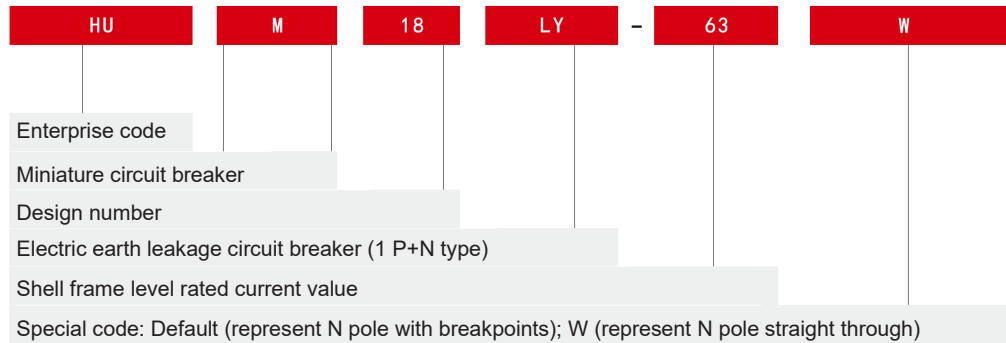 HU M 18 LY - 63 W
Enterprise code
Miniature circuit breaker
Design number
Electric earth leakage circuit breaker (1 P+N type)
Shell frame level rated current value
Special code: Default (represent N pole with breakpoints); W (represent N pole straight through)